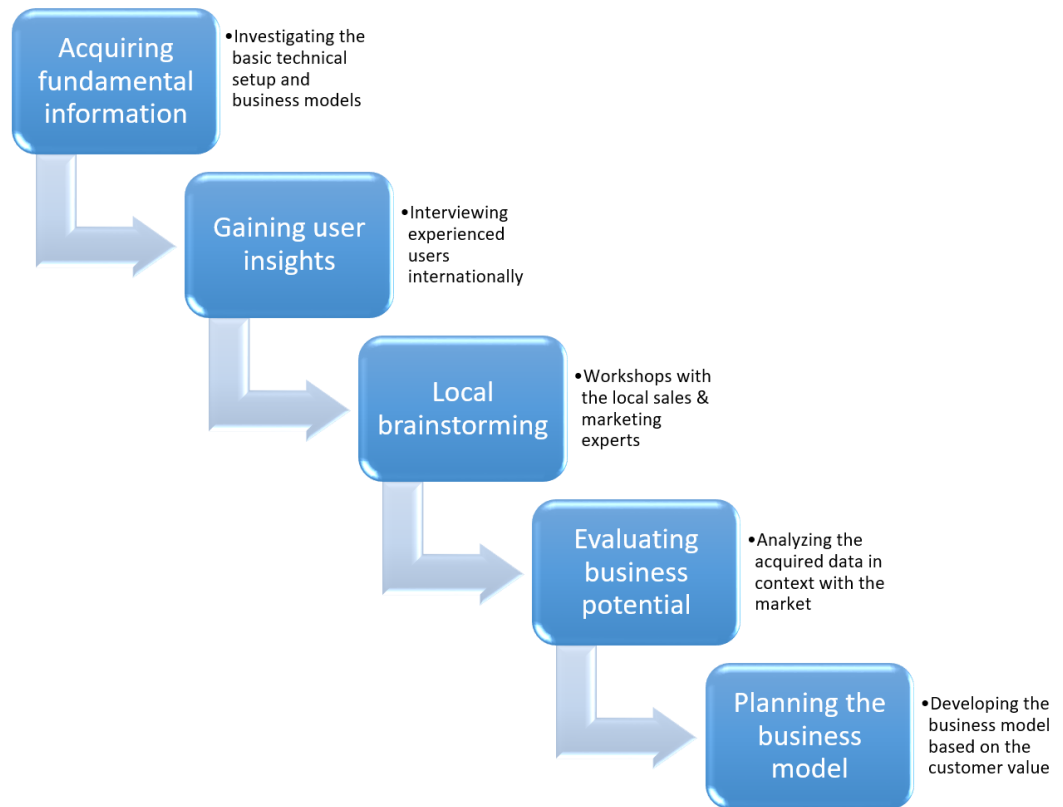 Acquiring
fundamental
information
•Investigating the
basic technical
setup and
business models
Gaining user
insights
•Interviewing
experienced
users
internationally
Local
brainstorming
•Workshops with
the local sales &
marketing
experts
Evaluating
business
potential
•Analyzing the
acquired data in
context with the
market
Planning the
business
model
•Developing the
business model
based on the
customer value